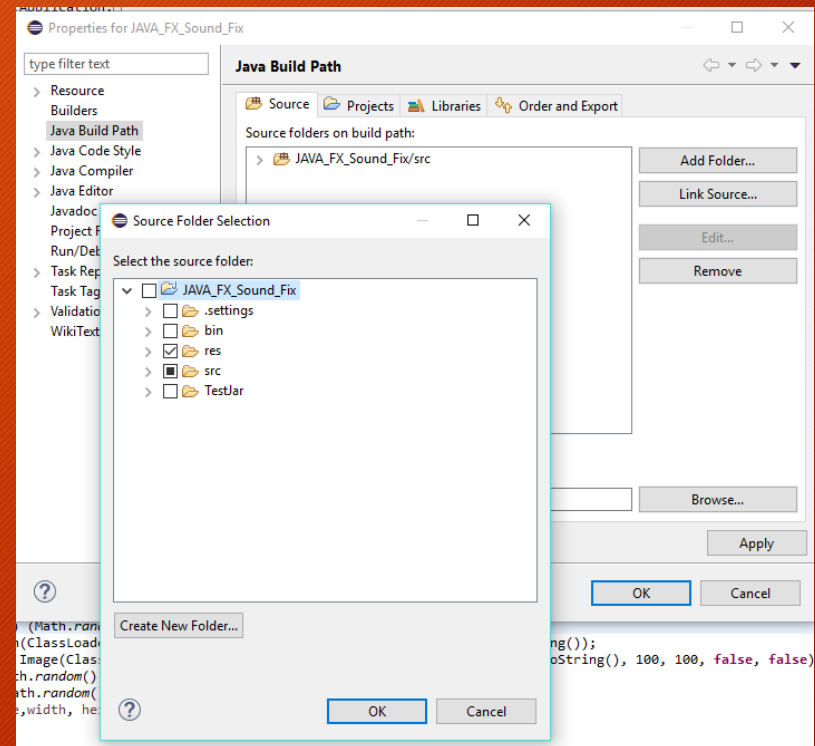 Application.
Properties for JAVA_FX_Sound_Fix
type filter text
Java Build Path
Resource
Builders
Java Build Path
Java Code Style
Java Compiler
Java Editor
Javadoc
Project
Run/Deb
Task Rep
Task Tag
Validatio
WikiText
Source Projects Libraries Order and Export
Source folders on build path:
JAVA_FX_Sound_Fix/src
Add Folder...
Link Source...
Edit...
Remove
Browse...
Apply
OK Cancel
Source Folder Selection
Select the source folder:
JAVA_FX_Sound_Fix
.settings
bin
res
src
TestJar
Create New Folder...
OK Cancel
) (Math.ran
(ClassLoad ng());
Image(Clas oString(), 100, 100, false, false)
h.random()
ath.random(
,width, he